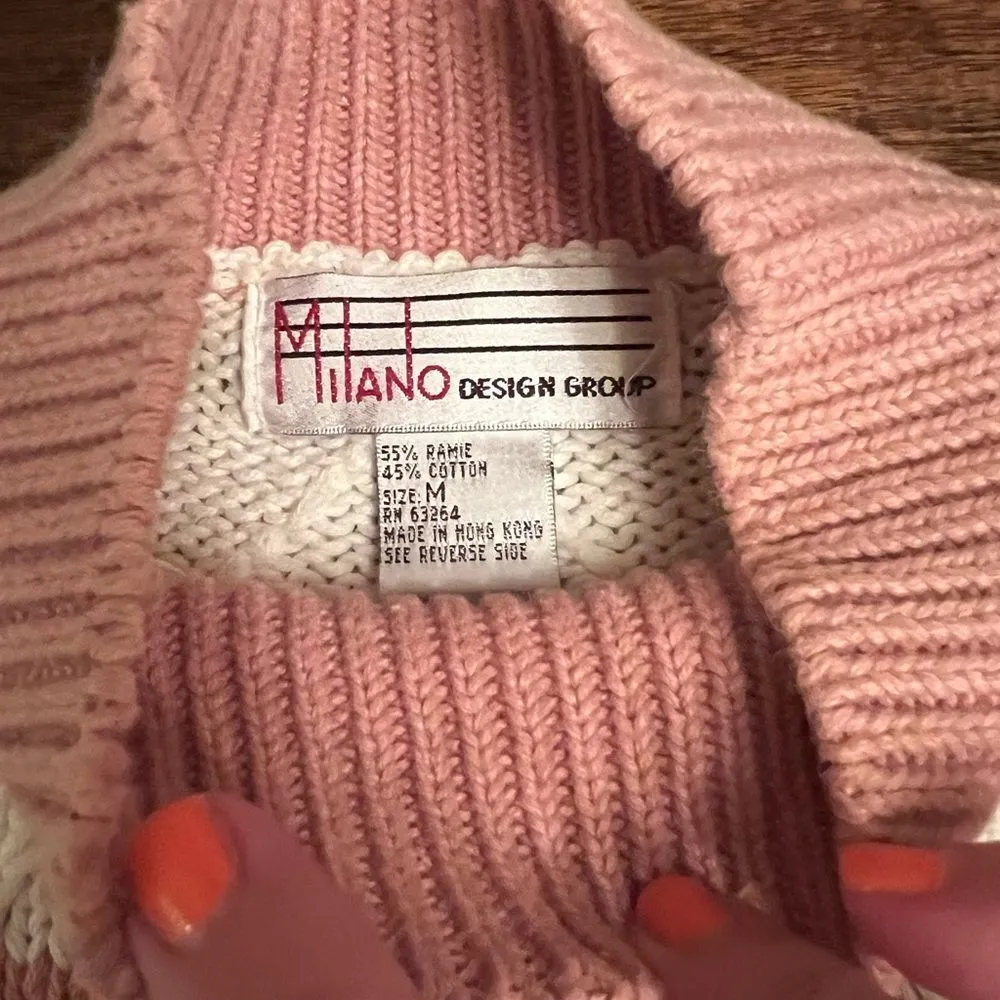 MILANO DESIGN GROUP
55% RAMIE
45% COTTON
SIZE: M
RN 63264
MADE IN HONG KONG
SEE REVERSE SIDE